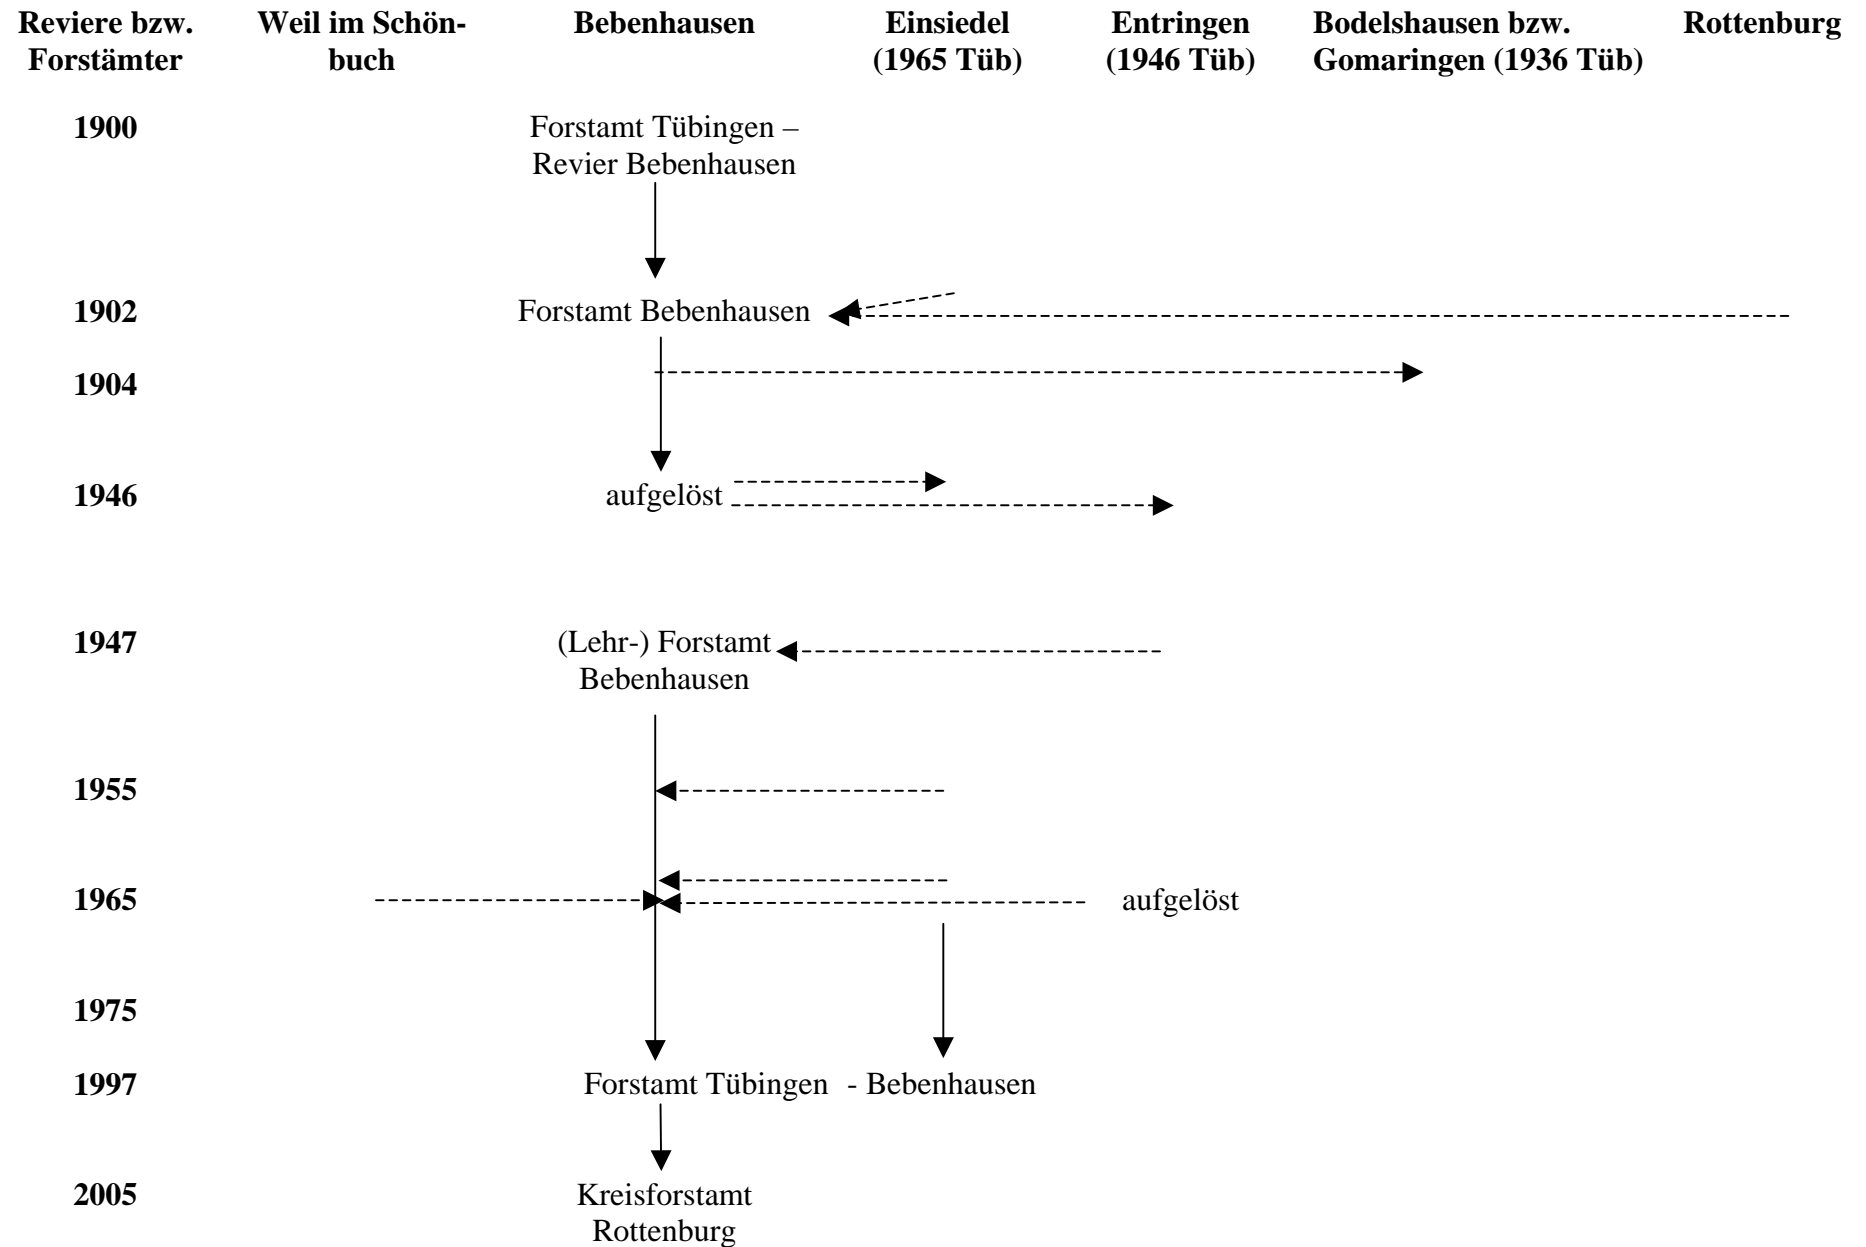 Reviere bzw. Weil im Schön- Bebenhausen Einsiedel Entringen Bodelshausen bzw. Rottenburg
Forstämter buch (1965 Tüb) (1946 Tüb) Gomaringen (1936 Tüb)
1900 Forstamt Tübingen –
Revier Bebenhausen
1902 Forstamt Bebenhausen
1904
1946 aufgelöst
1947 (Lehr-) Forstamt
Bebenhausen
1955
1965 aufgelöst
1975
1997 Forstamt Tübingen - Bebenhausen
2005 Kreisforstamt
Rottenburg